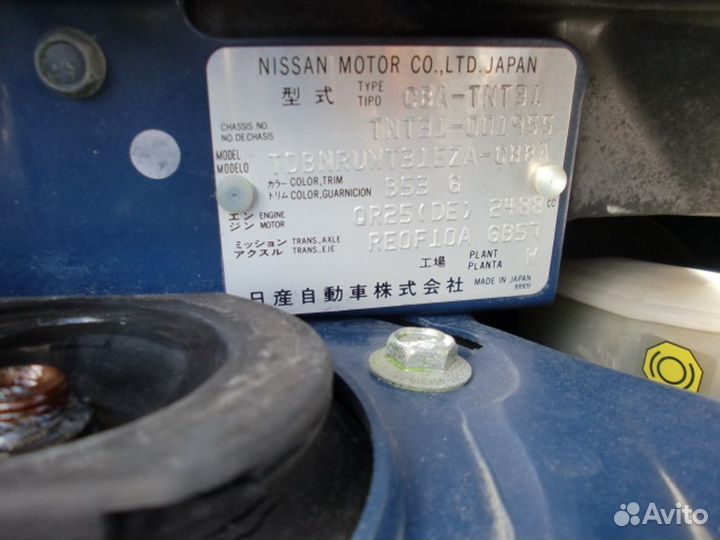 NISSAN MOTOR CO.,LTD.JAPAN
型式 TYPE TIPO CBA-TNT31
CHASSIS NO. NO.DE CHASIS TNT31-001955
MODEL MODELO TDBNRUXT31EZA-CBBA
カラー COLOR,TRIM B53 G
トリム COLOR,GUARNICION
エンジン ENGINE MOTOR QR25(DE) 2488 cc
ミッション TRANS.,AXLE RE0F10A GB57
アクスル TRANS.,EJE
工場 PLANT PLANTA W
日産自動車株式会社 MADE IN JAPAN
Avito